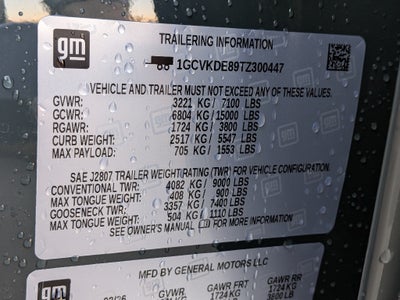 gm
TRAILERING INFORMATION
1GCVKDE89TZ300447
VEHICLE AND TRAILER MUST NOT EXCEED ANY OF THESE VALUES.
GVWR: 3221 KG / 7100 LBS
GCWR: 6804 KG / 15000 LBS
RGAWR: 1724 KG / 3800 LBS
CURB WEIGHT: 2517 KG / 5547 LBS
MAX PAYLOAD: 705 KG / 1553 LBS
SAE J2807 TRAILER WEIGHT RATING (TWR) FOR VEHICLE CONFIGURATION.
CONVENTIONAL TWR: 4082 KG / 9000 LBS
MAX TONGUE WEIGHT: 408 KG / 900 LBS
GOOSENECK TWR: 3357 KG / 7400 LBS
MAX TONGUE WEIGHT: 504 KG / 1110 LBS
SEE OWNER'S MANUAL FOR MORE INFORMATION
gm
MFD BY GENERAL MOTORS LLC
GVWR GAWR FRT GAWR RR
1724 KG 1724 KG